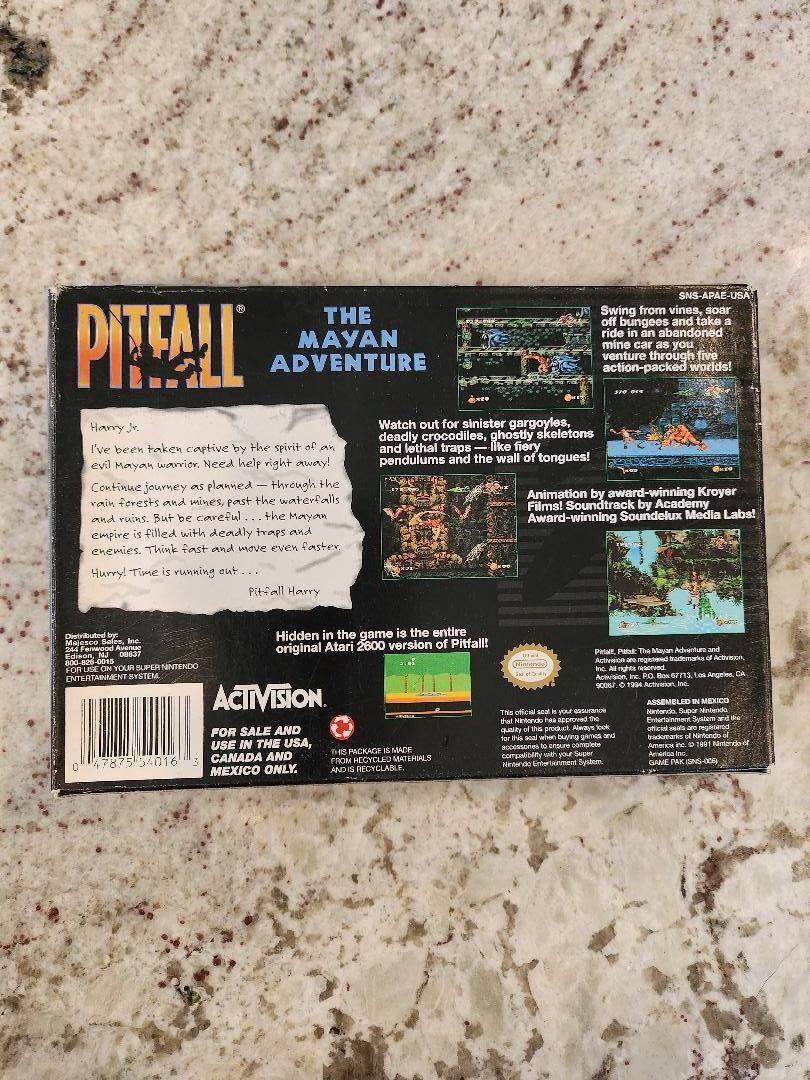 SNS-APAE-USA
PITFALL®
THE
MAYAN
ADVENTURE
Swing from vines, soar
off bungees and take a
ride in an abandoned
mine car as you
venture through five
action-packed worlds!
Harry Jr.
I've been taken captive by the spirit of an
evil Mayan warrior. Need help right away!
Continue journey as planned — through the
rain forests and mines, past the waterfalls
and ruins. But be careful . . . the Mayan
empire is filled with deadly traps and
enemies. Think fast and move even faster.
Hurry! Time is running out . . .
Pitfall Harry
Watch out for sinister gargoyles,
deadly crocodiles, ghostly skeletons
and lethal traps — like fiery
pendulums and the wall of tongues!
Animation by award-winning Kroyer
Films! Soundtrack by Academy
Award-winning Soundelux Media Labs!
Hidden in the game is the entire
original Atari 2600 version of Pitfall!
Distributed by:
Majesco Sales, Inc.
244 Fernwood Avenue
Edison, NJ 08837
800-826-0015
FOR USE ON YOUR SUPER NINTENDO
ENTERTAINMENT SYSTEM.
0 47875 54016 3
ACTIVISION.
FOR SALE AND
USE IN THE USA,
CANADA AND
MEXICO ONLY.
THIS PACKAGE IS MADE
FROM RECYCLED MATERIALS
AND IS RECYCLABLE.
Official
Nintendo
Seal of Quality
This official seal is your assurance
that Nintendo has approved the
quality of this product. Always look
for this seal when buying games and
accessories to ensure complete
compatibility with your Super
Nintendo Entertainment System.
Pitfall!, Pitfall: The Mayan Adventure and
Activision are registered trademarks of Activision,
Inc. All rights reserved.
Activision, Inc. P.O. Box 67713, Los Angeles, CA
90067. © 1994 Activision, Inc.
ASSEMBLED IN MEXICO
Nintendo, Super Nintendo
Entertainment System and the
official seals are registered
trademarks of Nintendo of
America Inc. © 1991 Nintendo of
America Inc.
GAME PAK (SNS-006)